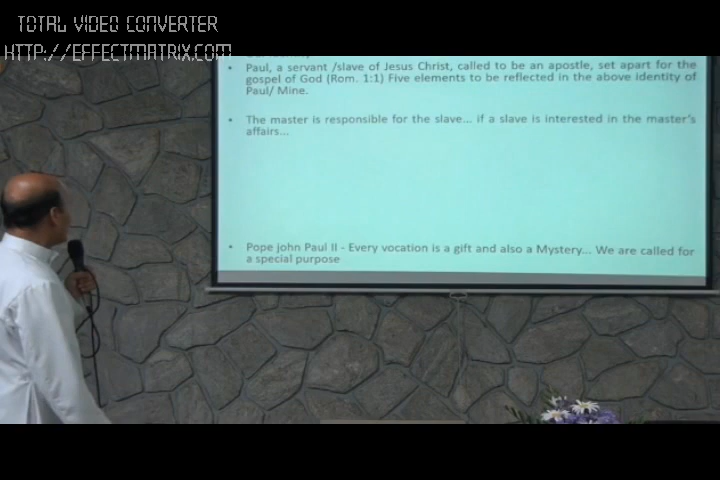 TOTAL VIDEO CONVERTER
HTTP://EFFECTMATRIX.COM
• Paul, a servant /slave of Jesus Christ, called to be an apostle, set apart for the
gospel of God (Rom. 1:1) Five elements to be reflected in the above identity of
Paul/ Mine.
• The master is responsible for the slave... if a slave is interested in the master's
affairs...
• Pope john Paul II - Every vocation is a gift and also a Mystery... We are called for
a special purpose